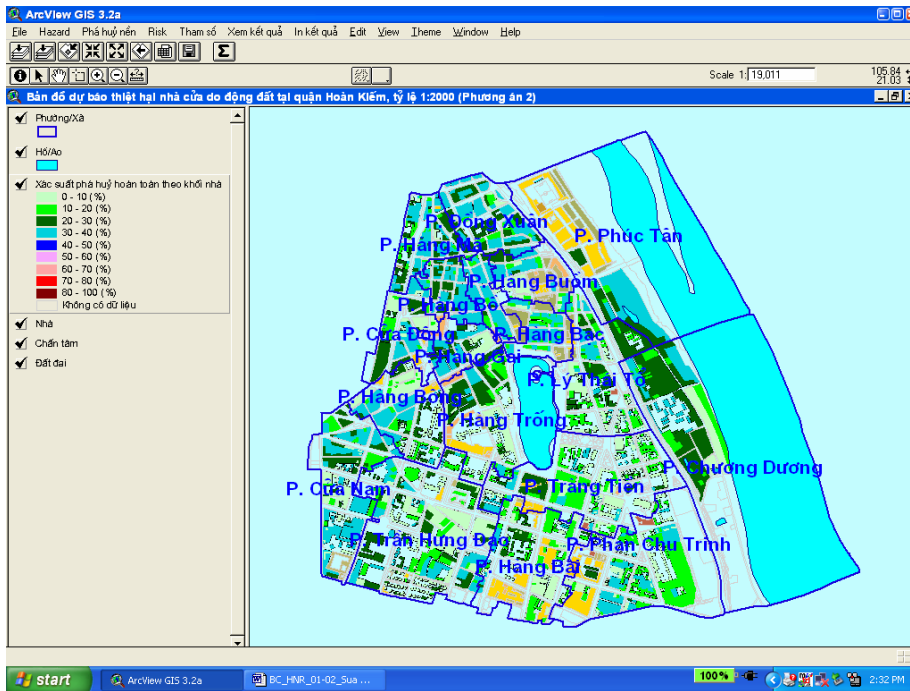 ArcView GIS 3.2a
File Hazard Phá huỷ nền Risk Tham số Xem kết quả In kết quả Edit View Theme Window Help
Scale 1: 19,011
105.84
21.03
Bản đồ dự báo thiệt hại nhà cửa do động đất tại quận Hoàn Kiếm, tỷ lệ 1:2000 (Phương án 2)
Phường/Xã
Hồ/Ao
Xác suất phá huỷ hoàn toàn theo khối nhà
0 - 10 (%)
10 - 20 (%)
20 - 30 (%)
30 - 40 (%)
40 - 50 (%)
50 - 60 (%)
60 - 70 (%)
70 - 80 (%)
80 - 100 (%)
Không có dữ liệu
Nhà
Chấn tâm
Đất đai
P. Đồng Xuân
P. Phúc Tân
P. Hàng Mã
P. Hàng Buồm
P. Hàng Bồ
P. Cửa Đông
P. Hàng Bạc
P. Hàng Gai
P. Lý Thái Tổ
P. Hàng Bông
P. Hàng Trống
P. Chương Dương
P. Cửa Nam
P. Tràng Tiền
P. Trần Hưng Đạo
P. Phan Chu Trinh
P. Hàng Bài
start
ArcView GIS 3.2a
BC_HNR_01-02_Sua ...
100%
2:32 PM